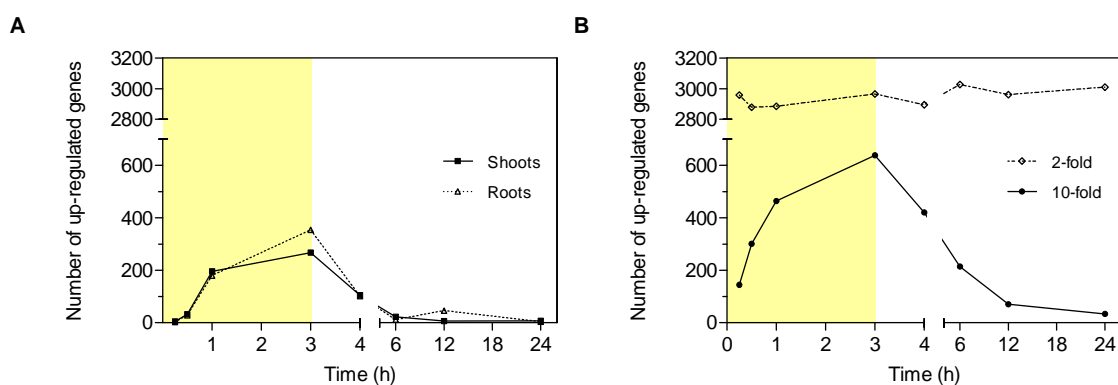 A
Number of up-regulated genes
3200
3000
2800
600
400
200
0
1 2 3 4 6 12 18 24
Time (h)
Shoots
Roots
B
Number of up-regulated genes
3200
3000
2800
600
400
200
0
0 1 2 3 4 6 12 18 24
Time (h)
2-fold
10-fold